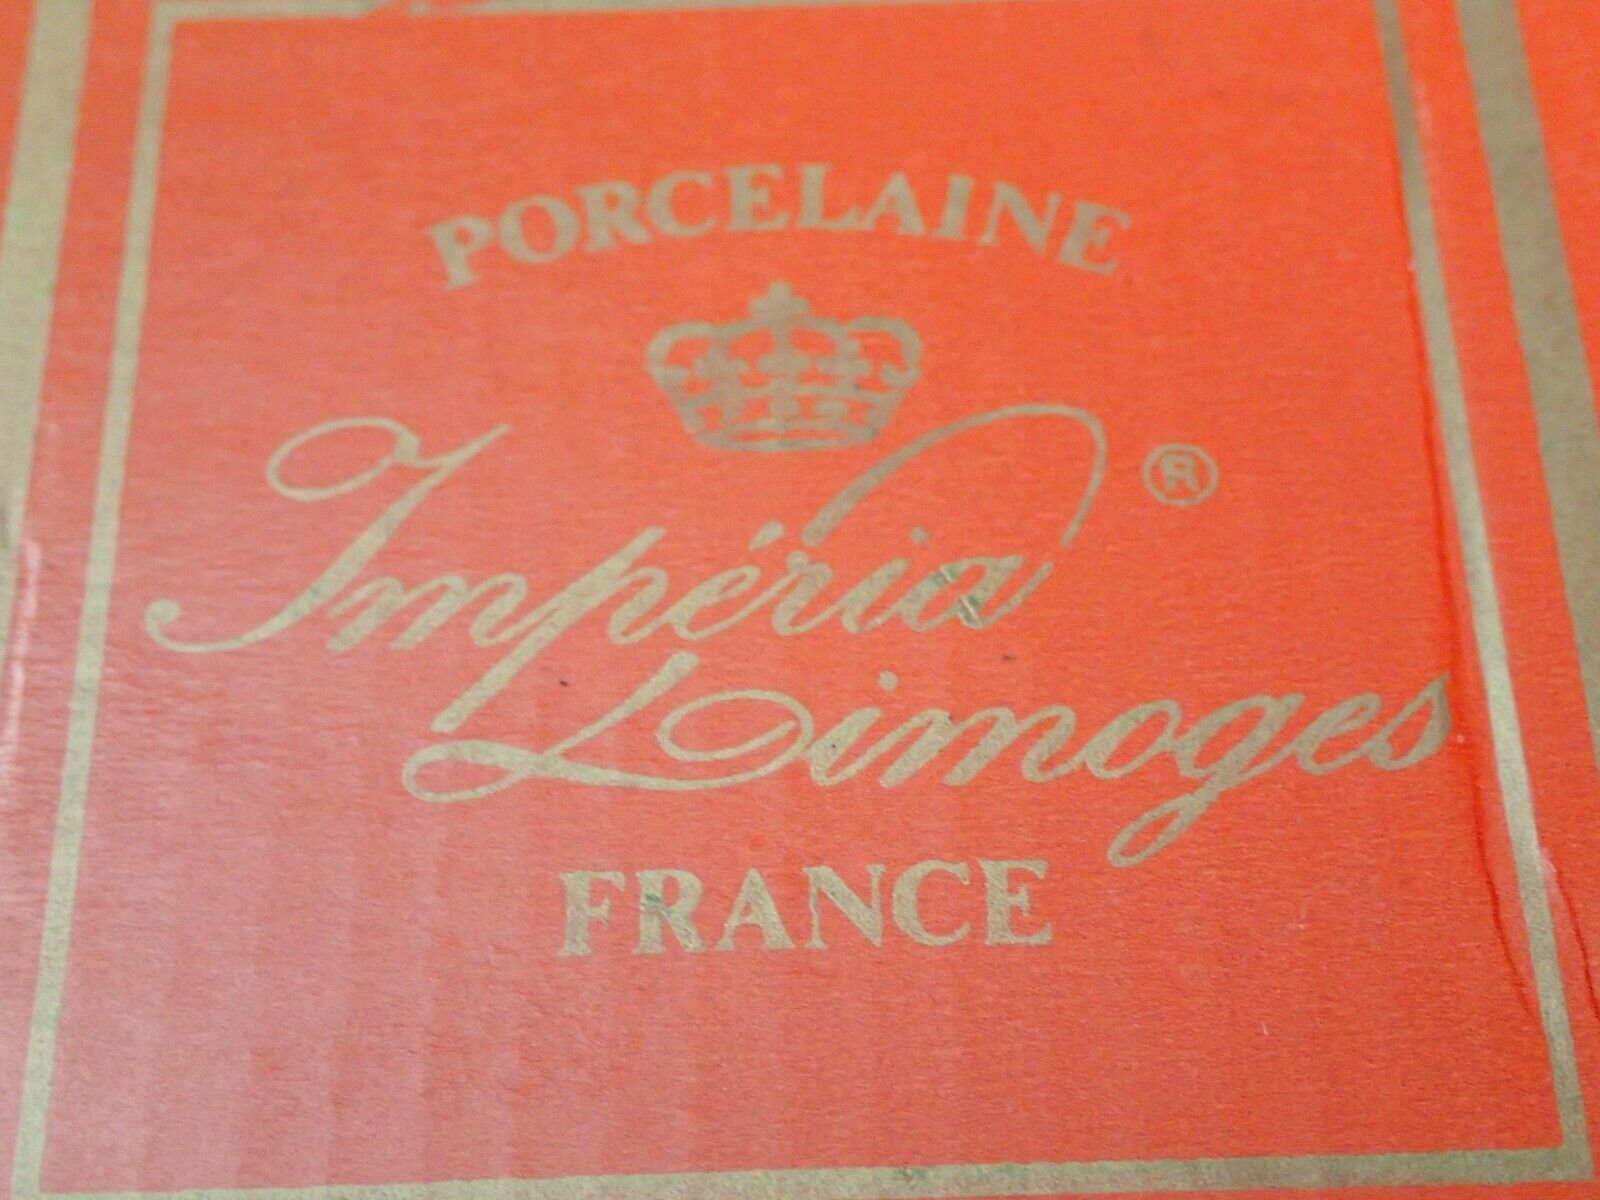 PORCELAINE
Impéria ®
Limoges
FRANCE